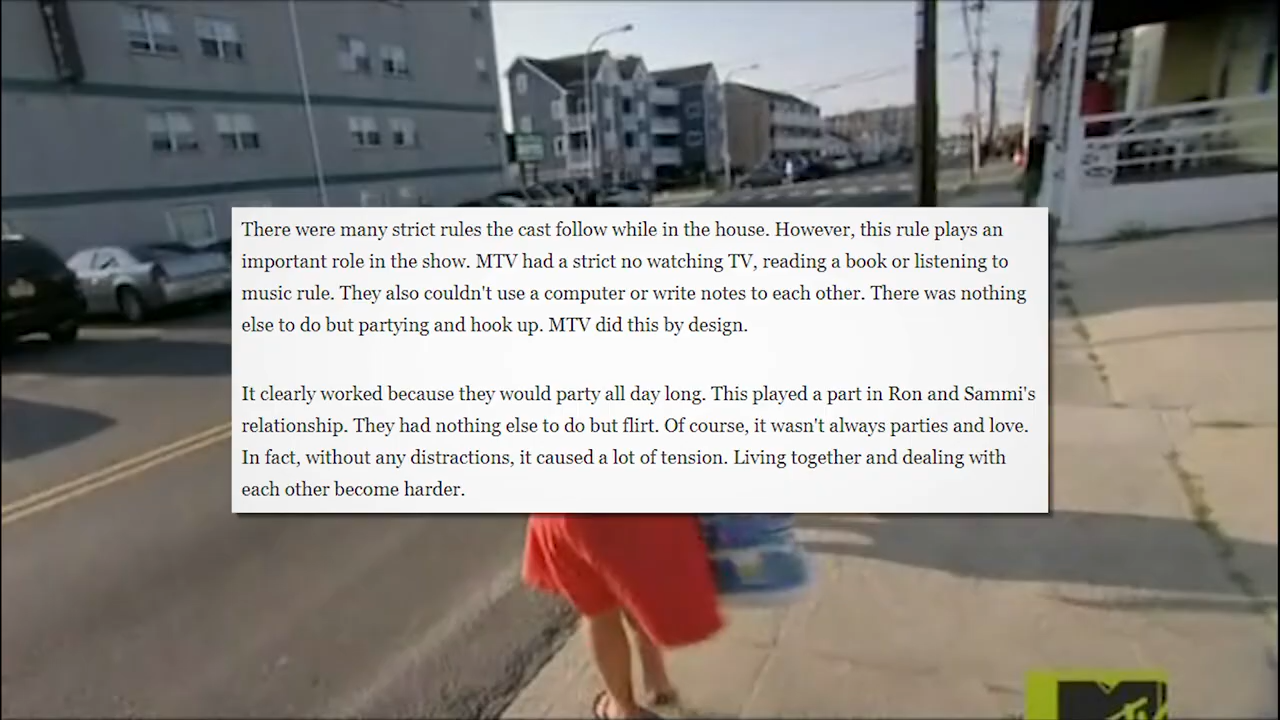 There were many strict rules the cast follow while in the house. However, this rule plays an
important role in the show. MTV had a strict no watching TV, reading a book or listening to
music rule. They also couldn't use a computer or write notes to each other. There was nothing
else to do but partying and hook up. MTV did this by design.
It clearly worked because they would party all day long. This played a part in Ron and Sammi's
relationship. They had nothing else to do but flirt. Of course, it wasn't always parties and love.
In fact, without any distractions, it caused a lot of tension. Living together and dealing with
each other become harder.
MTV